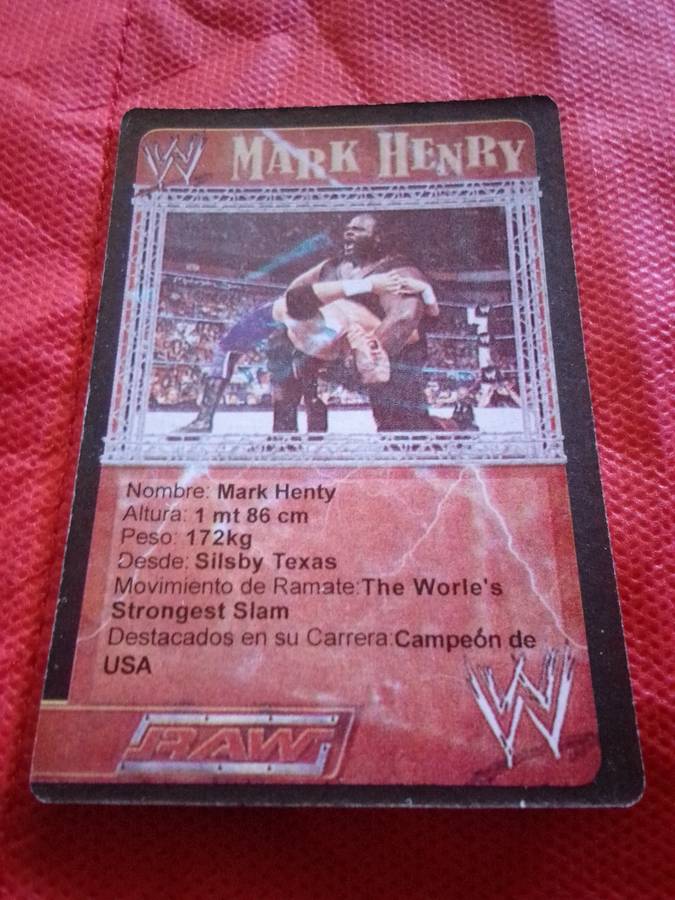 W MARK HENRY
Nombre: Mark Henty
Altura: 1 mt 86 cm
Peso: 172kg
Desde: Silsby Texas
Movimiento de Ramate:The Worle's
Strongest Slam
Destacados en su Carrera:Campeón de
USA
W
RAW